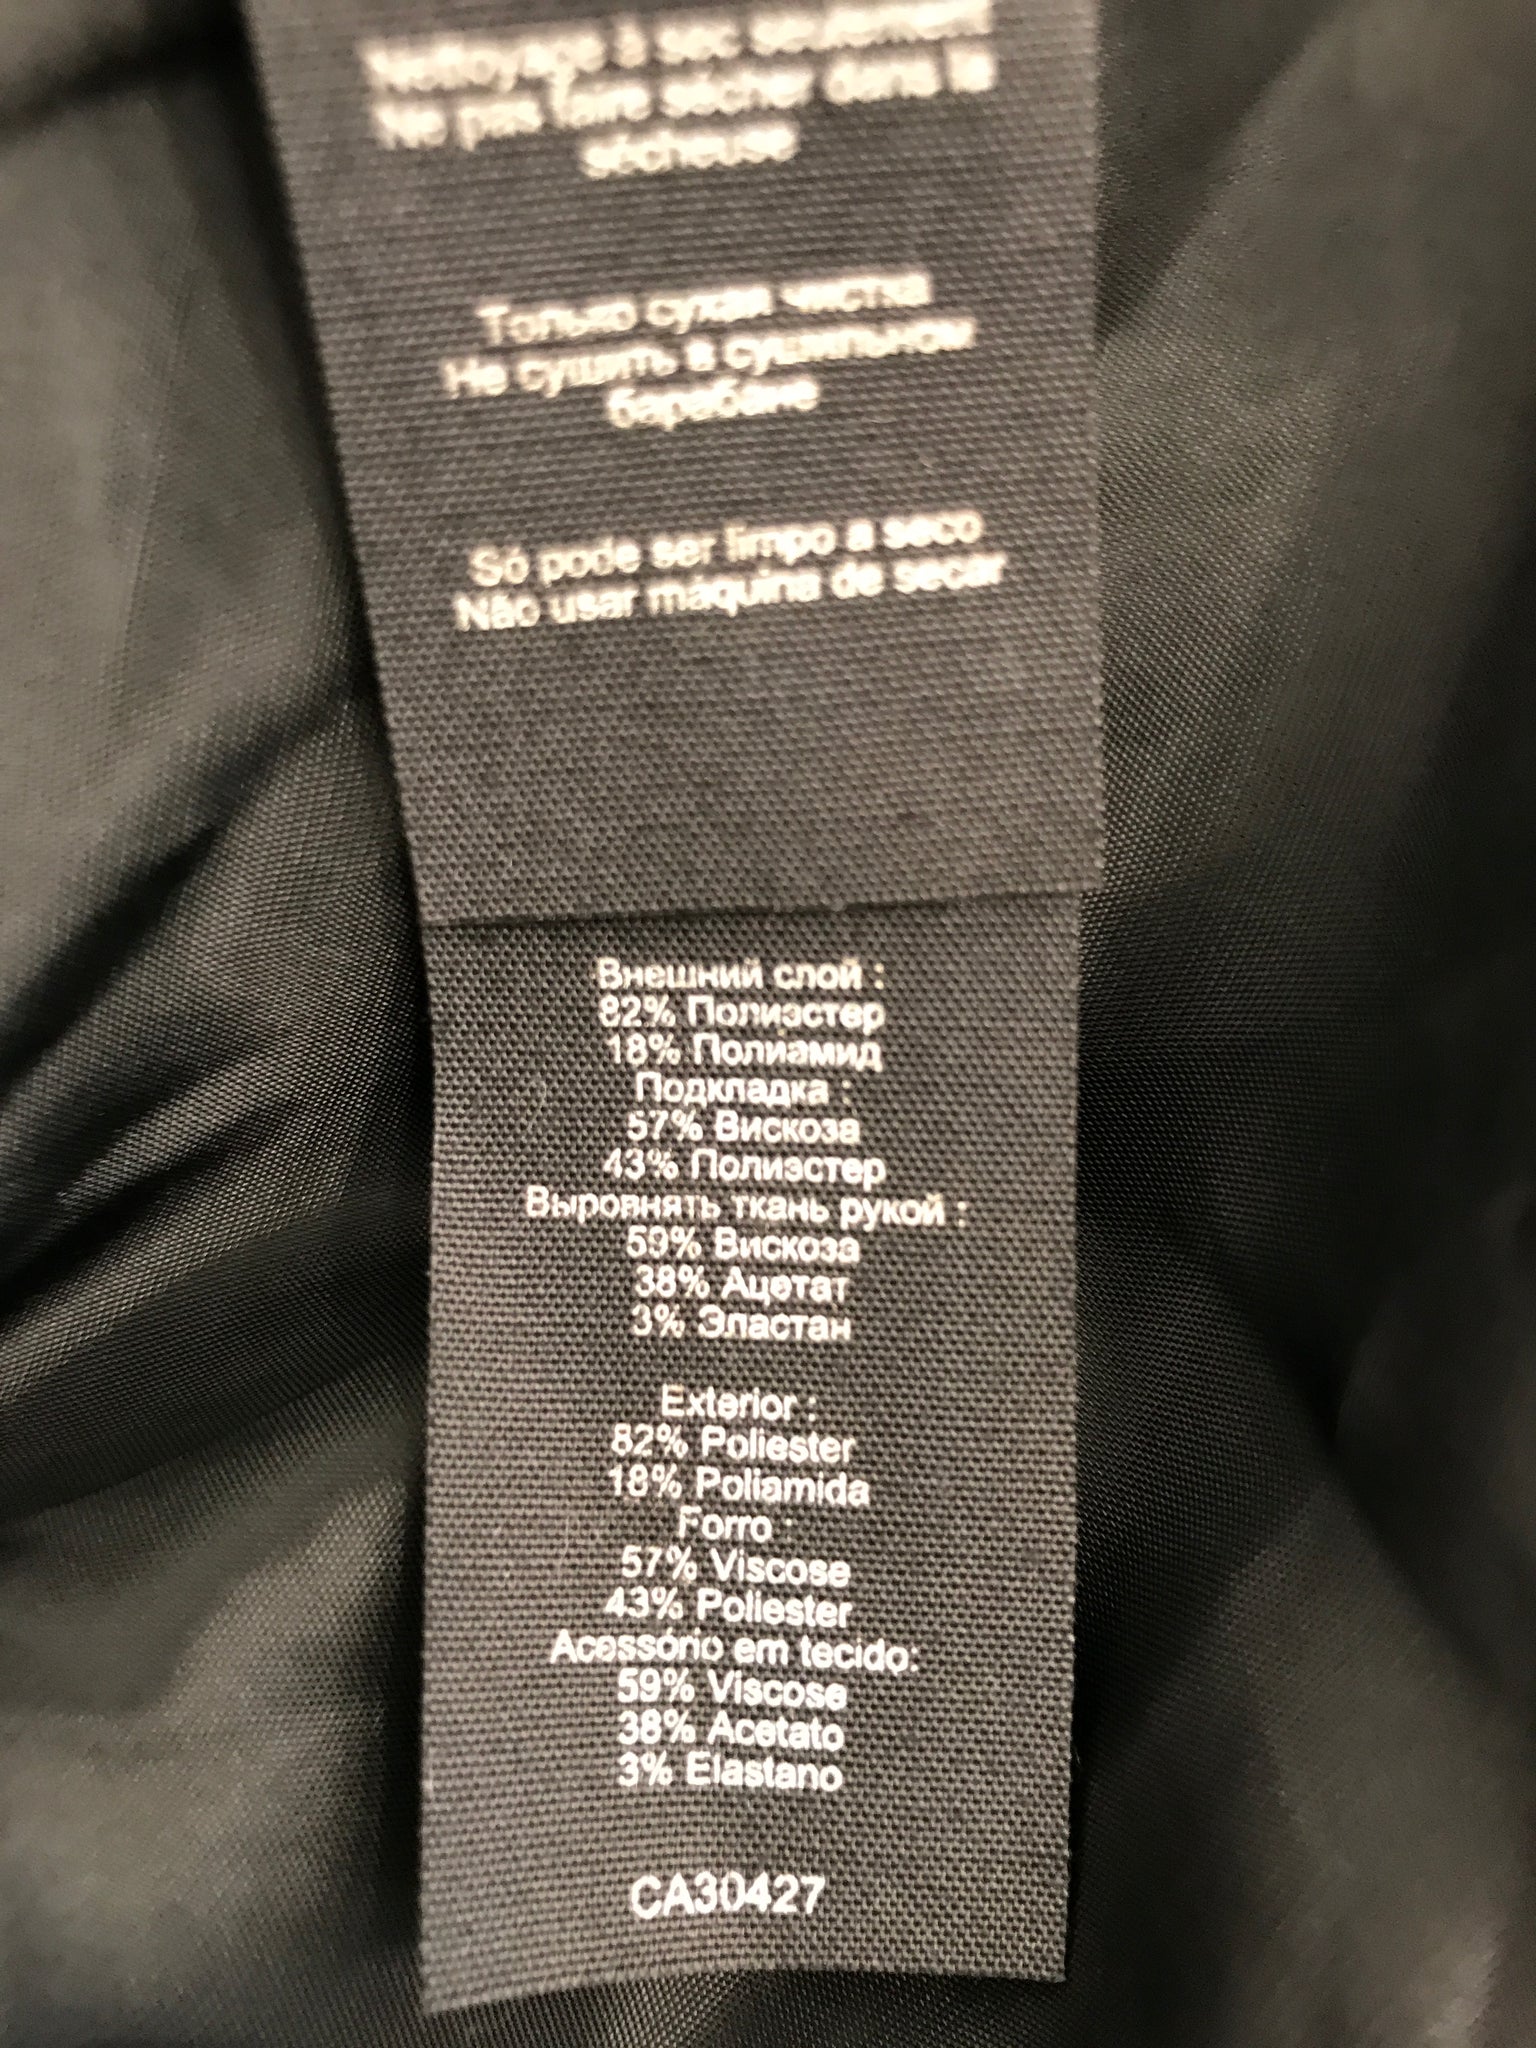 Nettoyage à sec seulement
Ne pas faire sécher dans le
sécheuse
Только сухая чистка
Не сушить в сушильном
барабане
Só pode ser limpo a seco
Não usar máquina de secar
Внешний слой :
82% Полиэстер
18% Полиамид
Подкладка :
57% Вискоза
43% Полиэстер
Выровнять ткань рукой :
59% Вискоза
38% Ацетат
3% Эластан
Exterior :
82% Poliester
18% Poliamida
Forro :
57% Viscose
43% Poliester
Acessório em tecido:
59% Viscose
38% Acetato
3% Elastano
CA30427